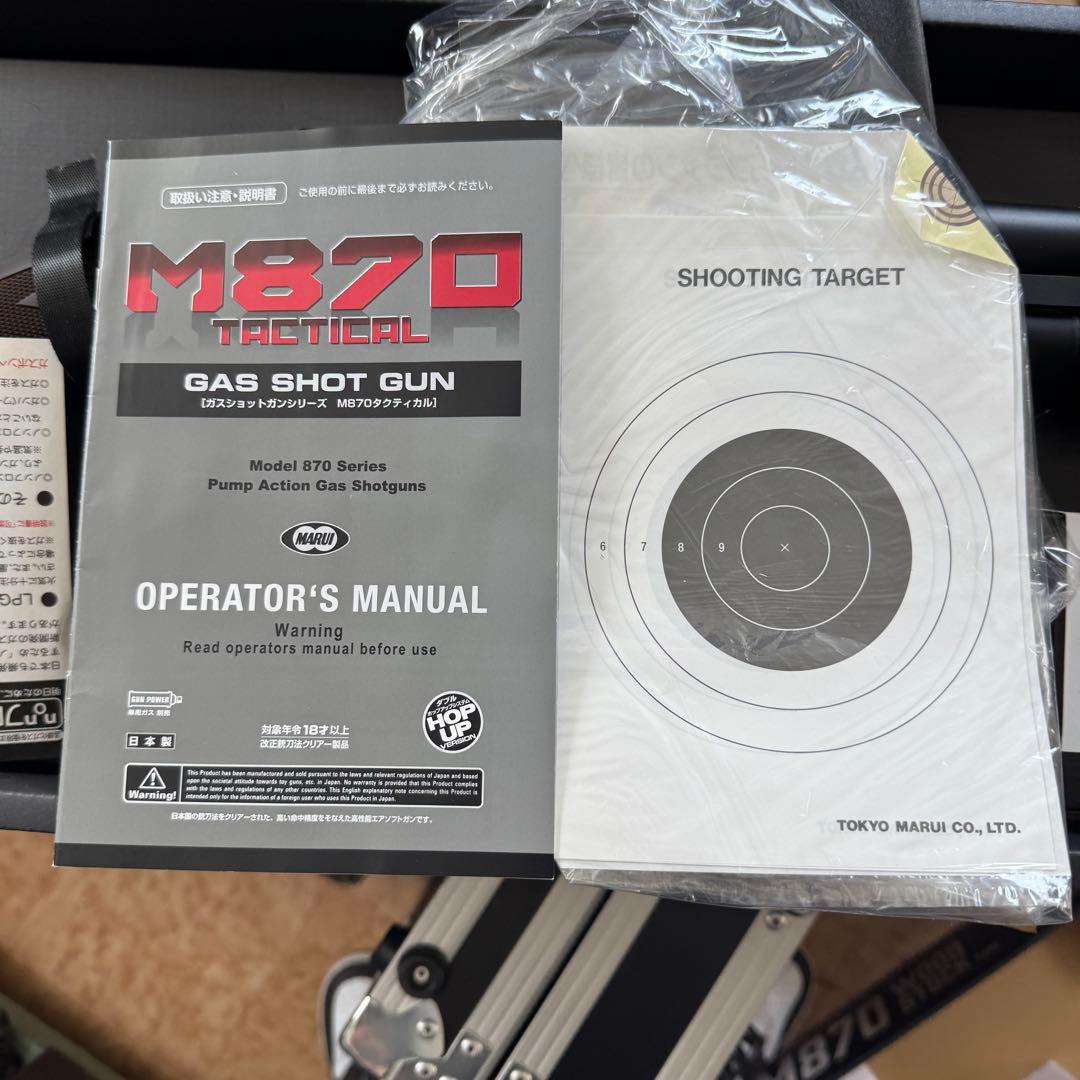 取扱い注意・説明書
ご使用の前に最後まで必ずお読みください。
M870
TACTICAL
GAS SHOT GUN
[ガスショットガンシリーズ M870タクティカル]
Model 870 Series
Pump Action Gas Shotguns
MARUI
OPERATOR'S MANUAL
Warning
Read operators manual before use
GUN POWER
専用ガス 別売
日本製
対象年令18才以上
改正銃刀法クリアー製品
ダブル
ホップアップシステム
HOP
UP
VERSION
Warning!
This Product has been manufactured and sold pursuant to the laws and relevant regulations of Japan and based
upon the societal attitude towards toy guns, etc. in Japan. No warranty is provided that this Product complies
with the laws and regulations of any other countries. This English explanatory note concerning this Product is
intended only for the information of a foreign user who uses this Product in Japan.
日本国の銃刀法をクリアーされた、高い命中精度をそなえた高性能エアソフトガンです。
SHOOTING TARGET
6 7 8 9
TOKYO MARUI CO., LTD.
LPG
M870